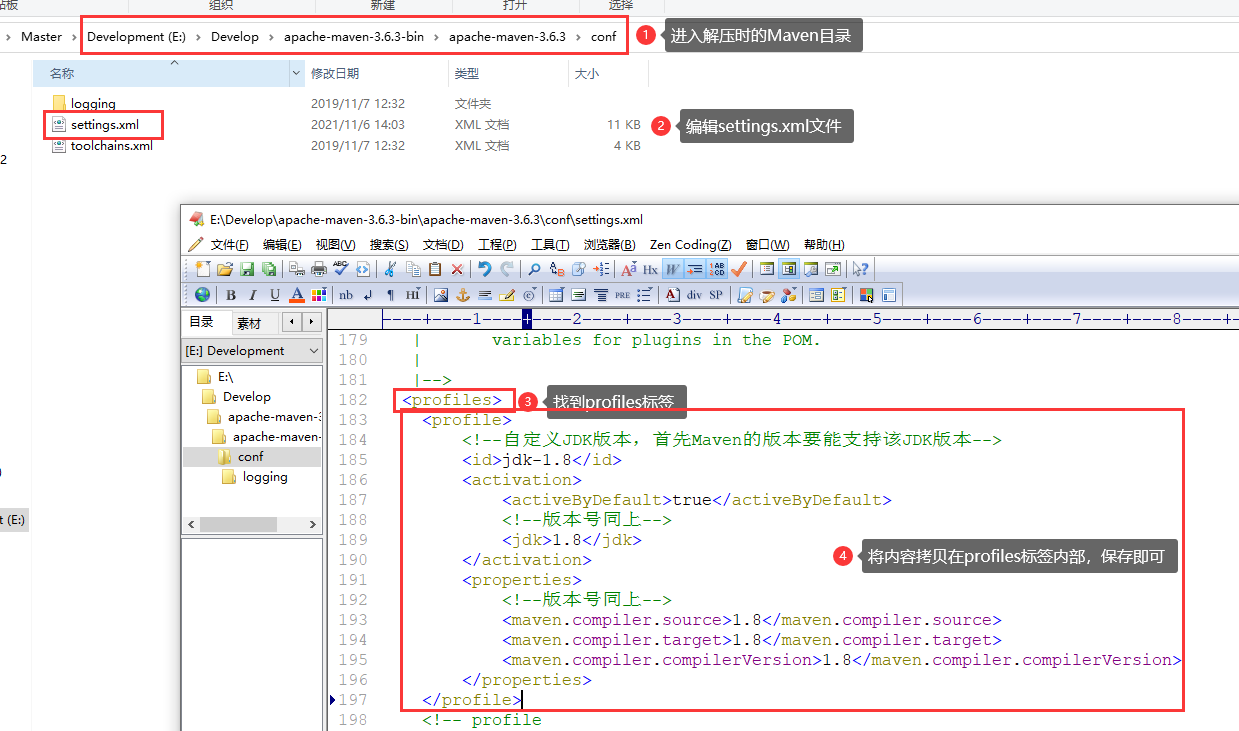 贴板
组织
新建
打开
选择
Master > Development (E:) > Develop > apache-maven-3.6.3-bin > apache-maven-3.6.3 > conf
1 进入解压时的Maven目录
名称 修改日期 类型 大小
logging 2019/11/7 12:32 文件夹
settings.xml 2021/11/6 14:03 XML 文档 11 KB
2 编辑settings.xml文件
toolchains.xml 2019/11/7 12:32 XML 文档 4 KB
2
t (E:)
E:\Develop\apache-maven-3.6.3-bin\apache-maven-3.6.3\conf\settings.xml
文件(F) 编辑(E) 视图(V) 搜索(S) 文档(D) 工程(P) 工具(T) 浏览器(B) Zen Coding(Z) 窗口(W) 帮助(H)
B I U A nb ¶ HI PRE A div SP
目录 素材
[E:] Development
E:\
Develop
apache-maven-3
apache-maven-
conf
logging
----+----1----+----2----+----3----+----4----+----5----+----6----+----7----+----8----+
179 | variables for plugins in the POM.
180 |
181 |-->
182 <profiles>
3 找到profiles标签
183 <profile>
184 <!--自定义JDK版本，首先Maven的版本要能支持该JDK版本-->
185 <id>jdk-1.8</id>
186 <activation>
187 <activeByDefault>true</activeByDefault>
188 <!--版本号同上-->
189 <jdk>1.8</jdk>
190 </activation>
4 将内容拷贝在profiles标签内部，保存即可
191 <properties>
192 <!--版本号同上-->
193 <maven.compiler.source>1.8</maven.compiler.source>
194 <maven.compiler.target>1.8</maven.compiler.target>
195 <maven.compiler.compilerVersion>1.8</maven.compiler.compilerVersion>
196 </properties>
197 </profile>
198 <!-- profile